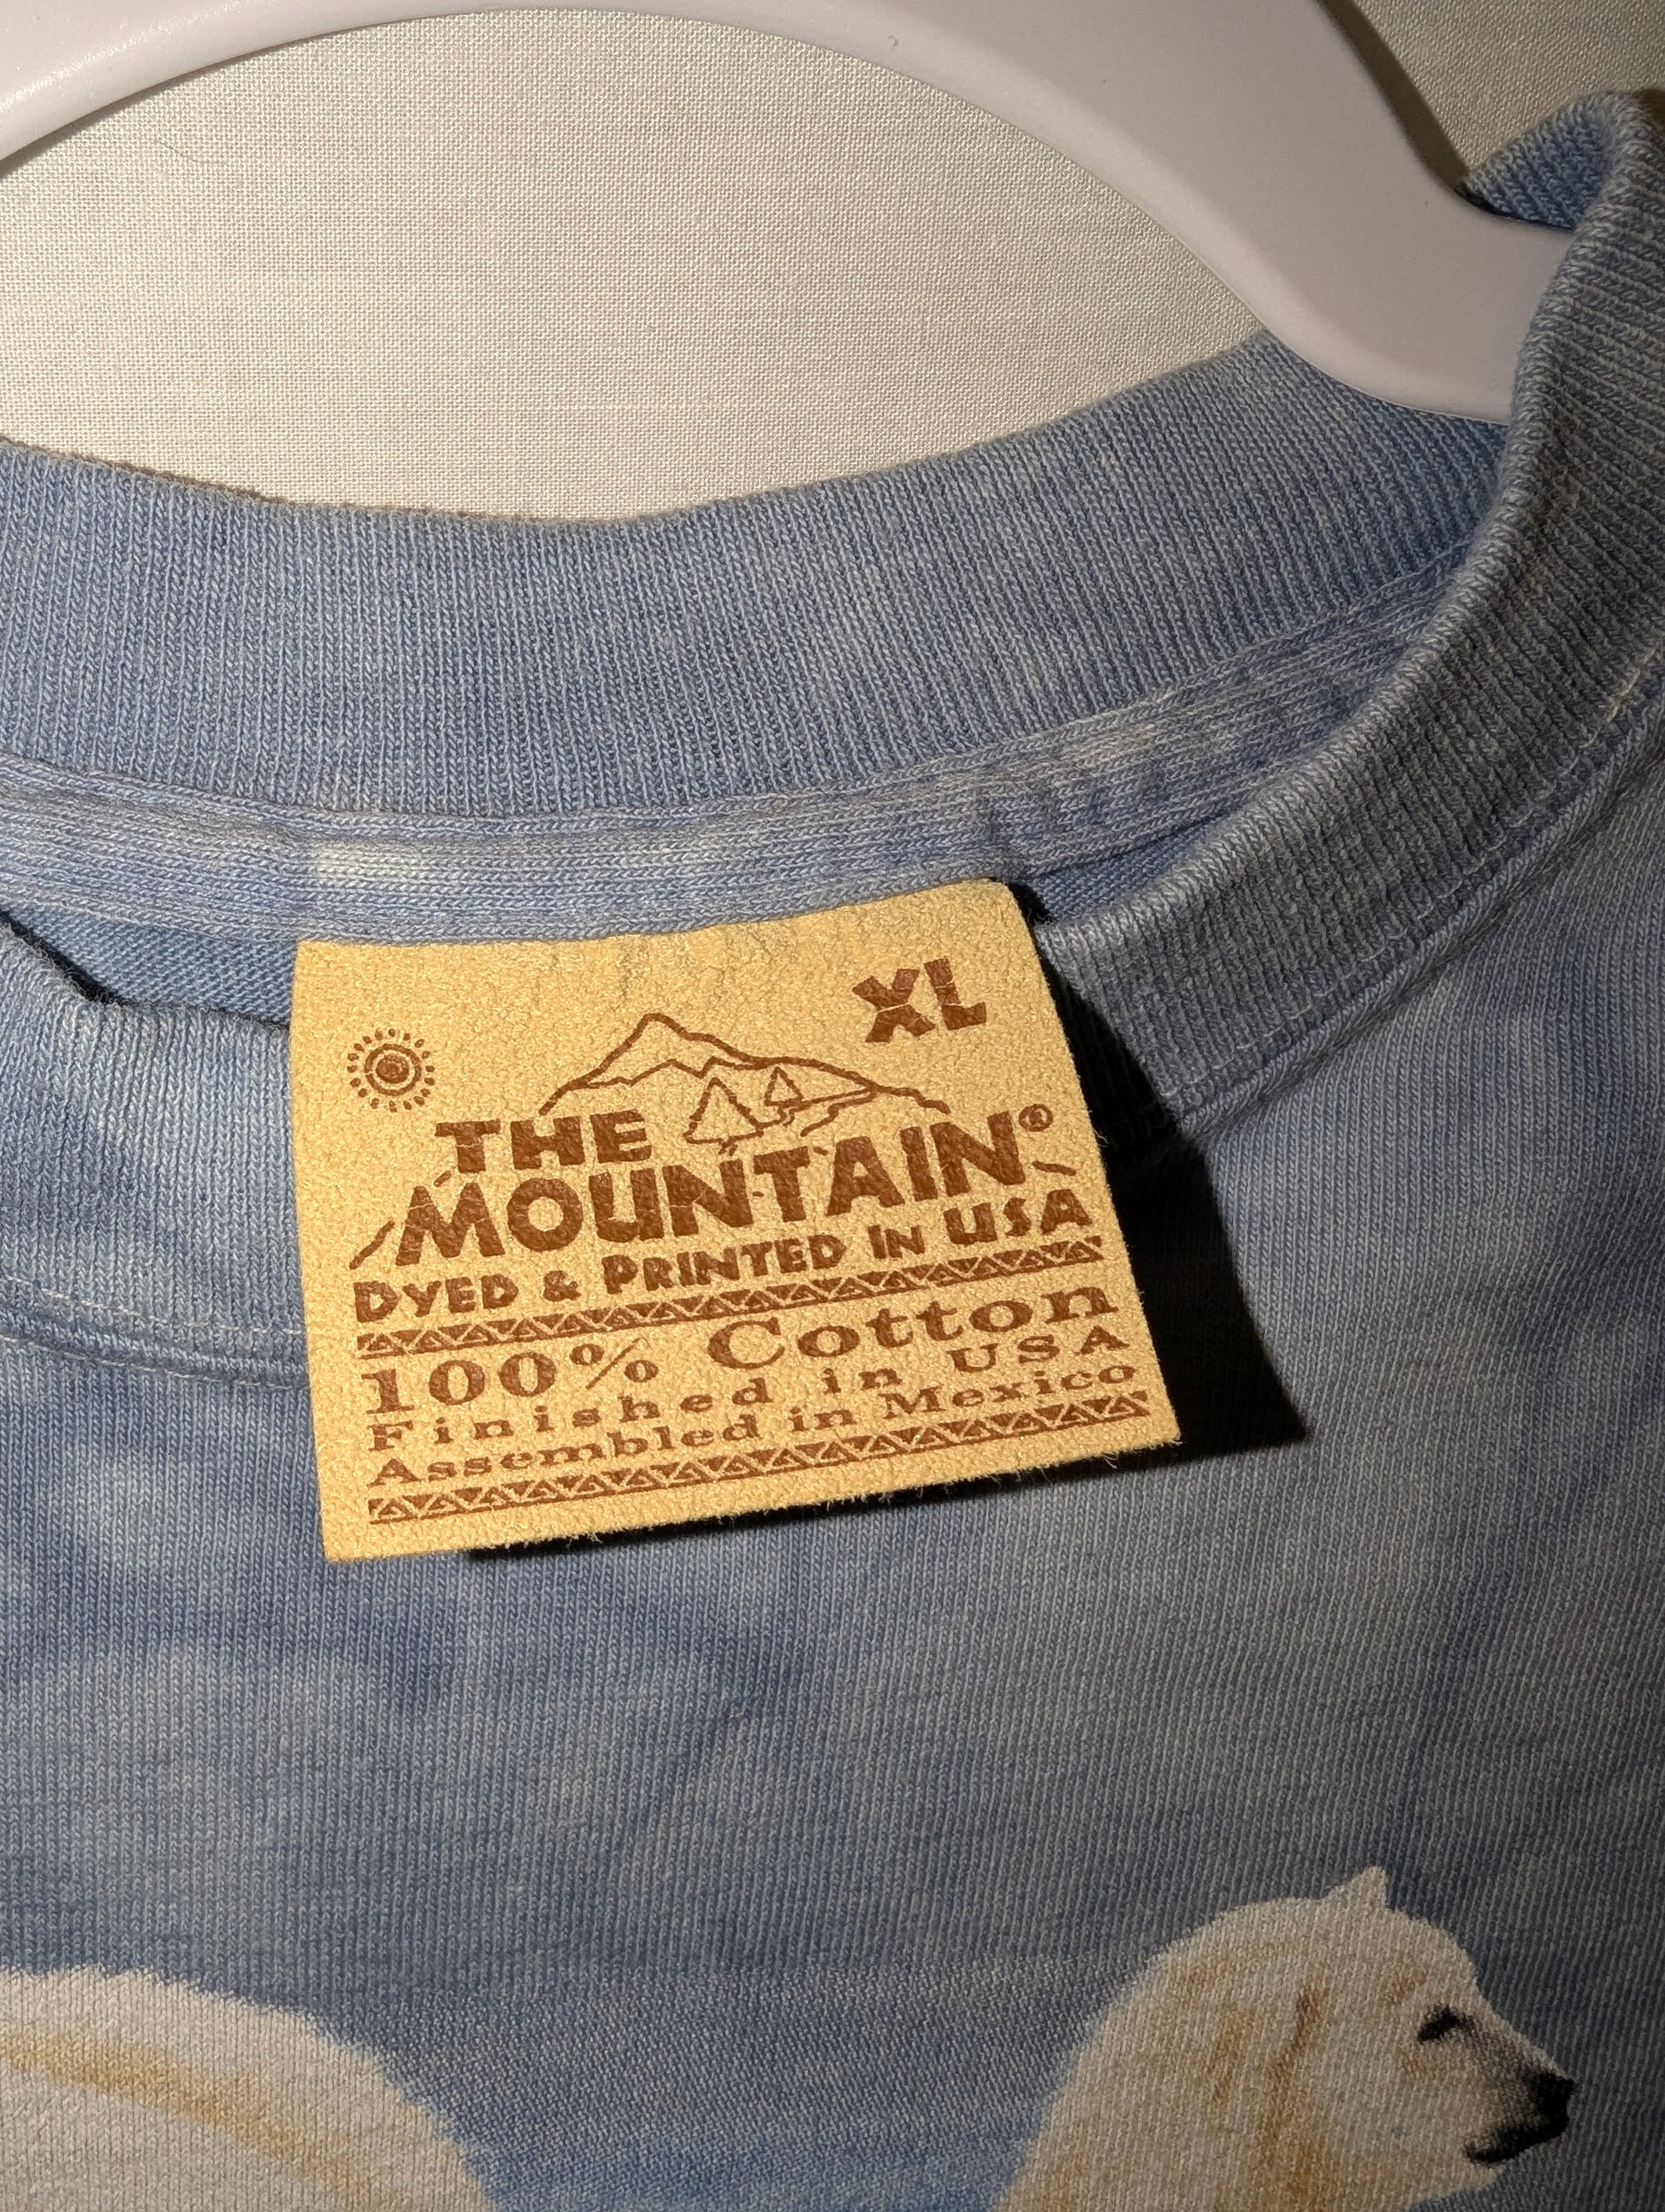 XL
THE
MOUNTAIN®
DYED & PRINTED IN USA
100% Cotton
Finished in USA
Assembled in Mexico